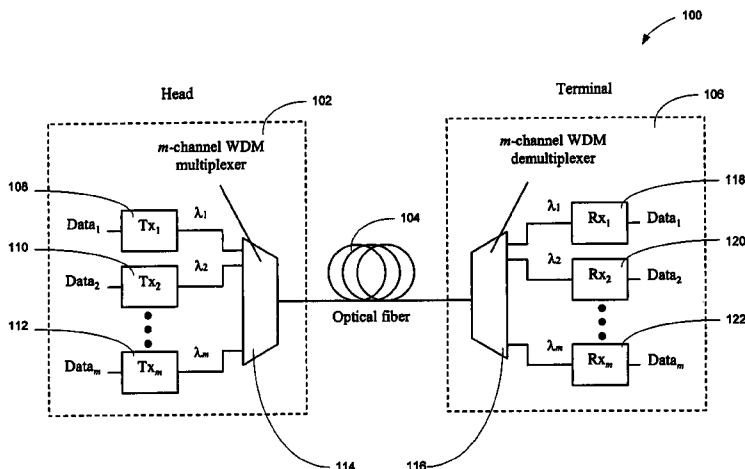 100
Head
Terminal
102
106
m-channel WDM
multiplexer
m-channel WDM
demultiplexer
108
118
Data1
Tx1
λ1
104
λ1
Rx1
Data1
110
120
Data2
Tx2
λ2
λ2
Rx2
Data2
112
Optical fiber
122
Datam
Txm
λm
λm
Rxm
Datam
114
116